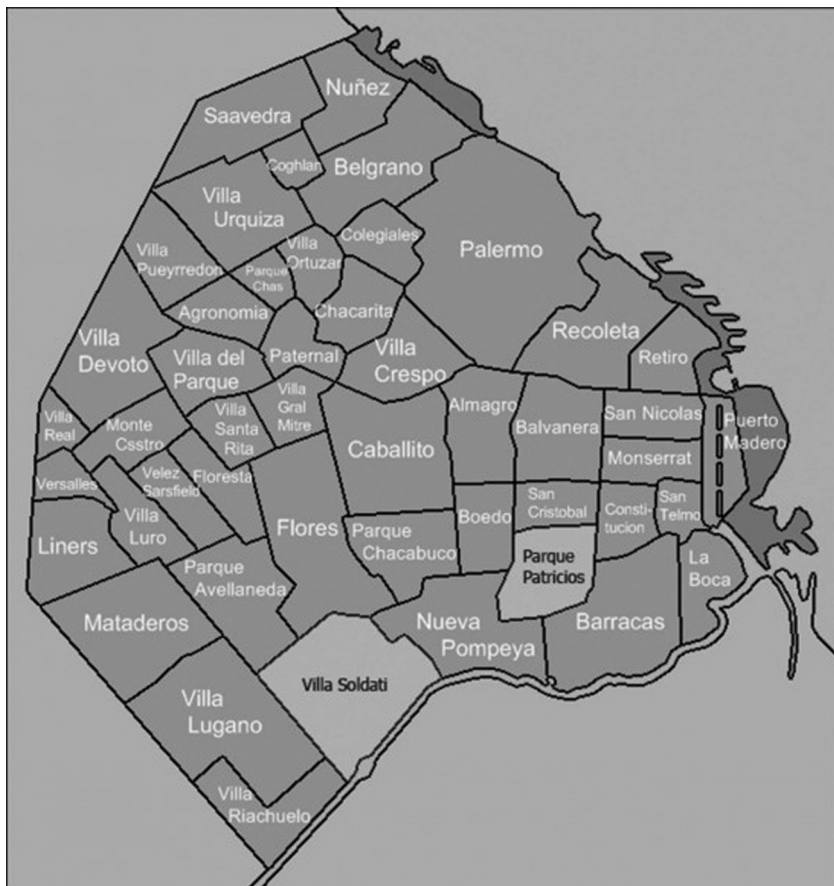 Nuñez
Saavedra
Coghlan
Belgrano
Villa
Urquiza
Colegiales
Villa
Ortuzar
Palermo
Villa
Pueyrredon
Parque
Chas
Agronomia
Chacarita
Villa
Devoto
Villa del
Parque
Paternal
Villa
Crespo
Recoleta
Retiro
Villa
Real
Monte
Csstro
Villa
Santa
Rita
Villa
Gral
Mitre
Almagro
Caballito
Balvanera
San Nicolas
Puerto
Madero
Monserrat
Versalles
Velez
Sarsfield
Floresta
Villa
Luro
Liners
Flores
Parque
Chacabuco
Boedo
San
Cristobal
Consti-
tucion
San
Telmo
Parque
Avellaneda
Parque
Patricios
La
Boca
Mataderos
Nueva
Pompeya
Barracas
Villa Soldati
Villa
Lugano
Villa
Riachuelo